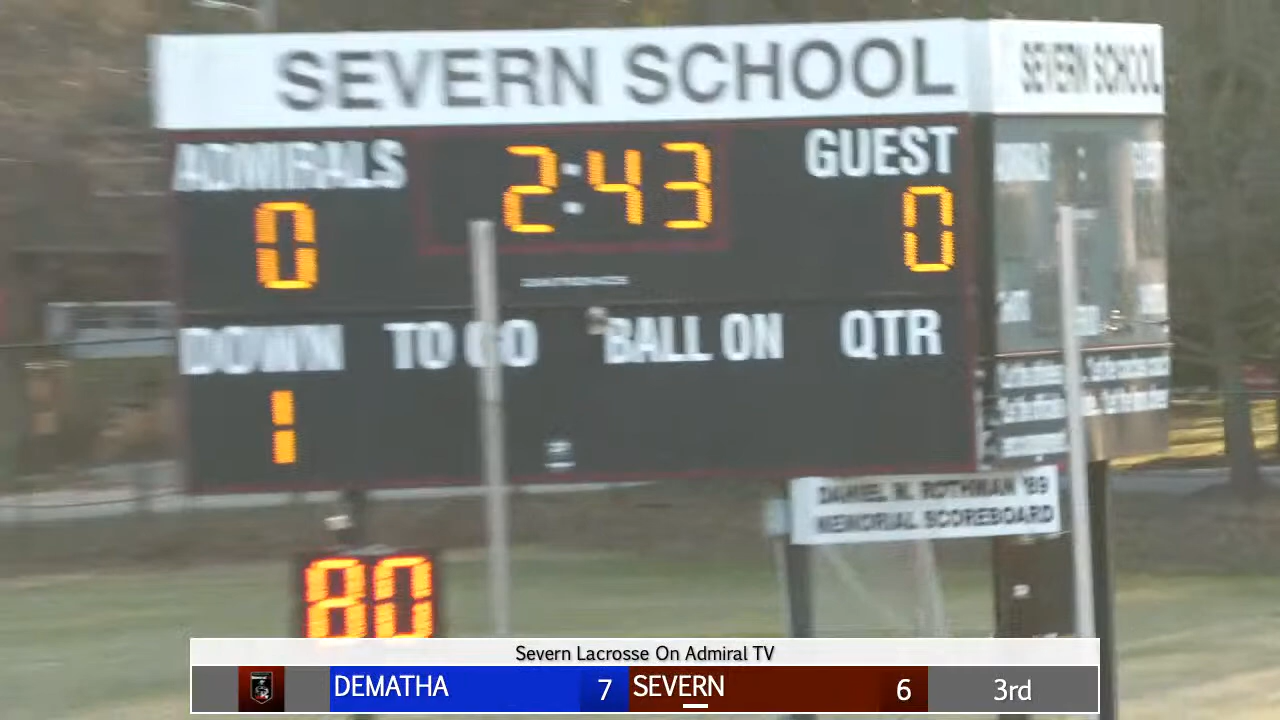 SEVERN SCHOOL
SEVERN SCHOOL
ADMIRALS 2:43 GUEST
0 0
DOWN TO GO BALL ON QTR
1
DANIEL N. ROTHMAN '89
MEMORIAL SCOREBOARD
80
Severn Lacrosse On Admiral TV
DEMATHA 7 SEVERN 6 3rd